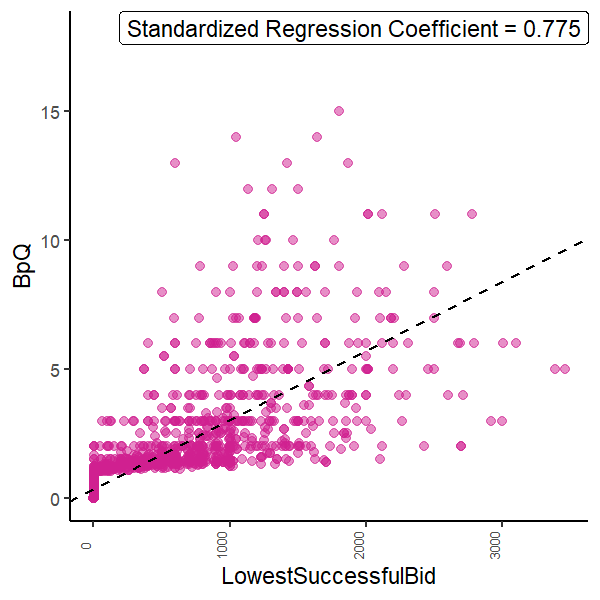 Standardized Regression Coefficient = 0.775
BpQ
15
10
5
0
0
1000
2000
3000
LowestSuccessfulBid